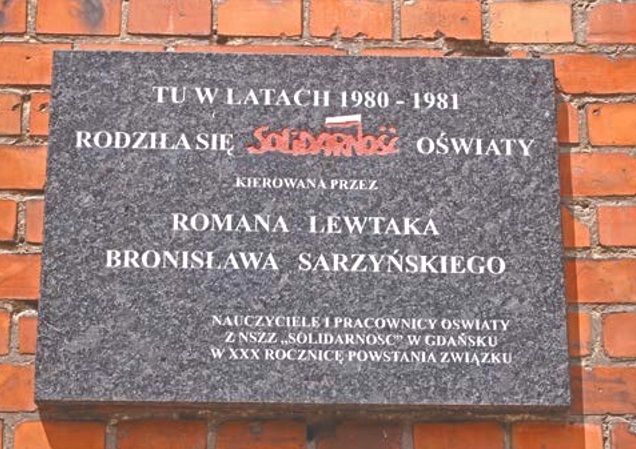 TU W LATACH 1980 - 1981
RODZIŁA SIĘ SOLIDARNOŚĆ OŚWIATY
KIEROWANA PRZEZ
ROMANA LEWTAKA
BRONISŁAWA SARZYŃSKIEGO
NAUCZYCIELE I PRACOWNICY OŚWIATY
Z NSZZ „SOLIDARNOŚĆ" W GDAŃSKU
W XXX ROCZNICĘ POWSTANIA ZWIĄZKU